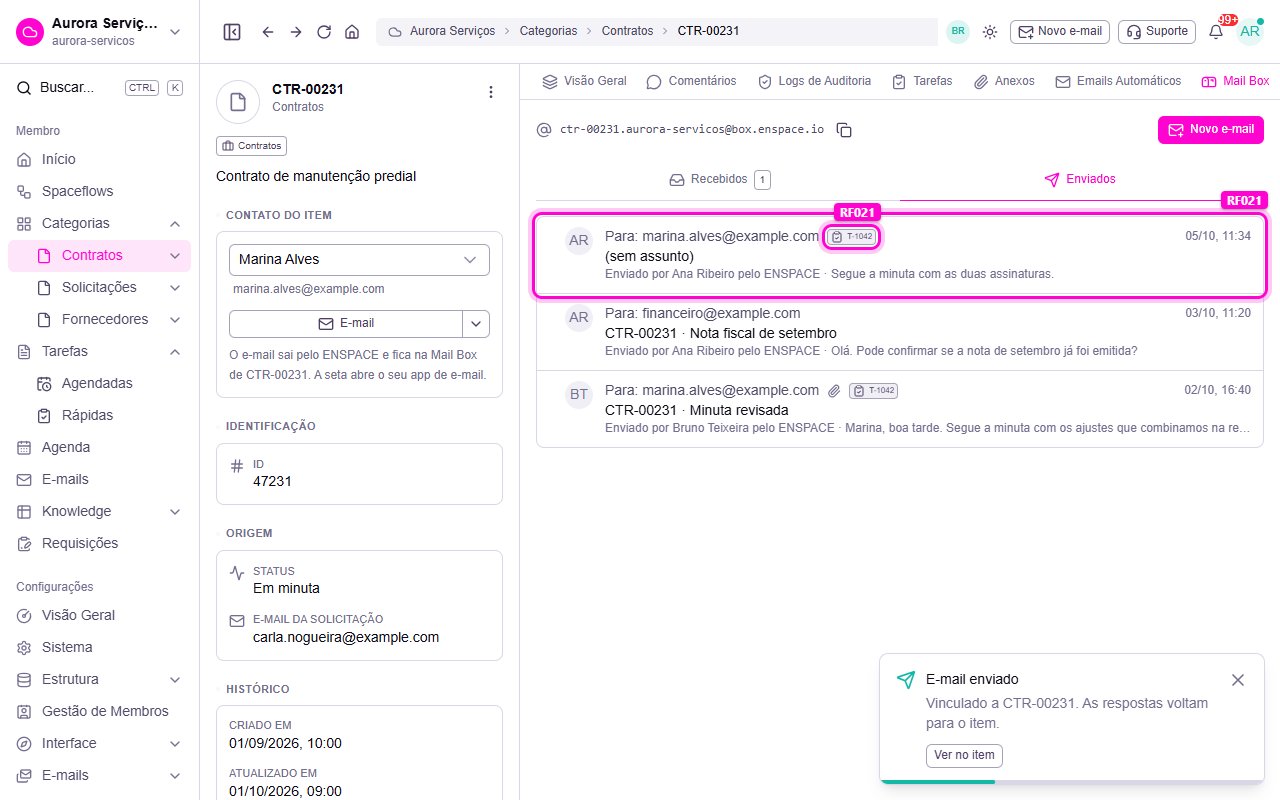 Aurora Serviç...
aurora-servicos
Buscar... CTRL K
Membro
Início
Spaceflows
Categorias
Contratos
Solicitações
Fornecedores
Tarefas
Agendadas
Rápidas
Agenda
E-mails
Knowledge
Requisições
Configurações
Visão Geral
Sistema
Estrutura
Gestão de Membros
Interface
E-mails
Aurora Serviços > Categorias > Contratos > CTR-00231
BR
Novo e-mail
Suporte
99+
AR
CTR-00231
Contratos
Contratos
Contrato de manutenção predial
CONTATO DO ITEM
Marina Alves
marina.alves@example.com
E-mail
O e-mail sai pelo ENSPACE e fica na Mail Box
de CTR-00231. A seta abre o seu app de e-mail.
IDENTIFICAÇÃO
ID
47231
ORIGEM
STATUS
Em minuta
E-MAIL DA SOLICITAÇÃO
carla.nogueira@example.com
HISTÓRICO
CRIADO EM
01/09/2026, 10:00
ATUALIZADO EM
01/10/2026, 09:00
Visão Geral
Comentários
Logs de Auditoria
Tarefas
Anexos
Emails Automáticos
Mail Box
ctr-00231.aurora-servicos@box.enspace.io
Novo e-mail
Recebidos 1
Enviados
RF021
RF021
AR
Para: marina.alves@example.com T-1042 05/10, 11:34
(sem assunto)
Enviado por Ana Ribeiro pelo ENSPACE · Segue a minuta com as duas assinaturas.
AR
Para: financeiro@example.com 03/10, 11:20
CTR-00231 · Nota fiscal de setembro
Enviado por Ana Ribeiro pelo ENSPACE · Olá. Pode confirmar se a nota de setembro já foi emitida?
BT
Para: marina.alves@example.com T-1042 02/10, 16:40
CTR-00231 · Minuta revisada
Enviado por Bruno Teixeira pelo ENSPACE · Marina, boa tarde. Segue a minuta com os ajustes que combinamos na re...
E-mail enviado
Vinculado a CTR-00231. As respostas voltam
para o item.
Ver no item